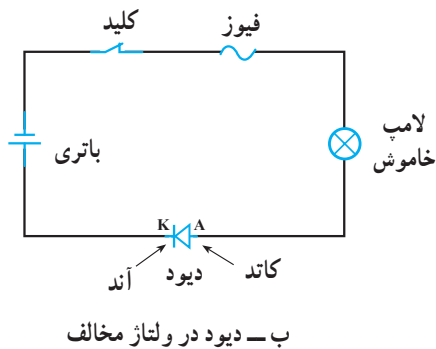 کلید
فیوز
باتری
لامپ
خاموش
K A
آند
دیود
کاتد
ب ــ دیود در ولتاژ مخالف